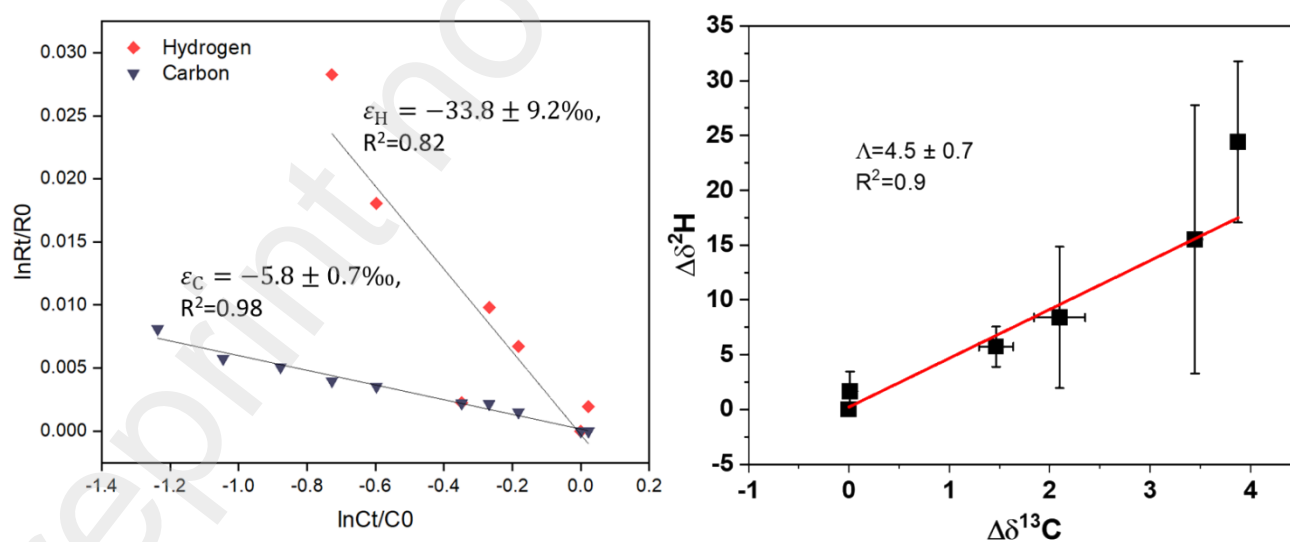 Hydrogen
Carbon
εH = −33.8 ± 9.2‰,
R²=0.82
εC = −5.8 ± 0.7‰,
R²=0.98
0.030
0.025
0.020
0.015
0.010
0.005
0.000
lnRt/R0
-1.4 -1.2 -1.0 -0.8 -0.6 -0.4 -0.2 0.0 0.2
lnCt/C0
Λ=4.5 ± 0.7
R²=0.9
35
30
25
20
15
10
5
0
-5
Δδ²H
-1 0 1 2 3 4
Δδ¹³C
eprint no